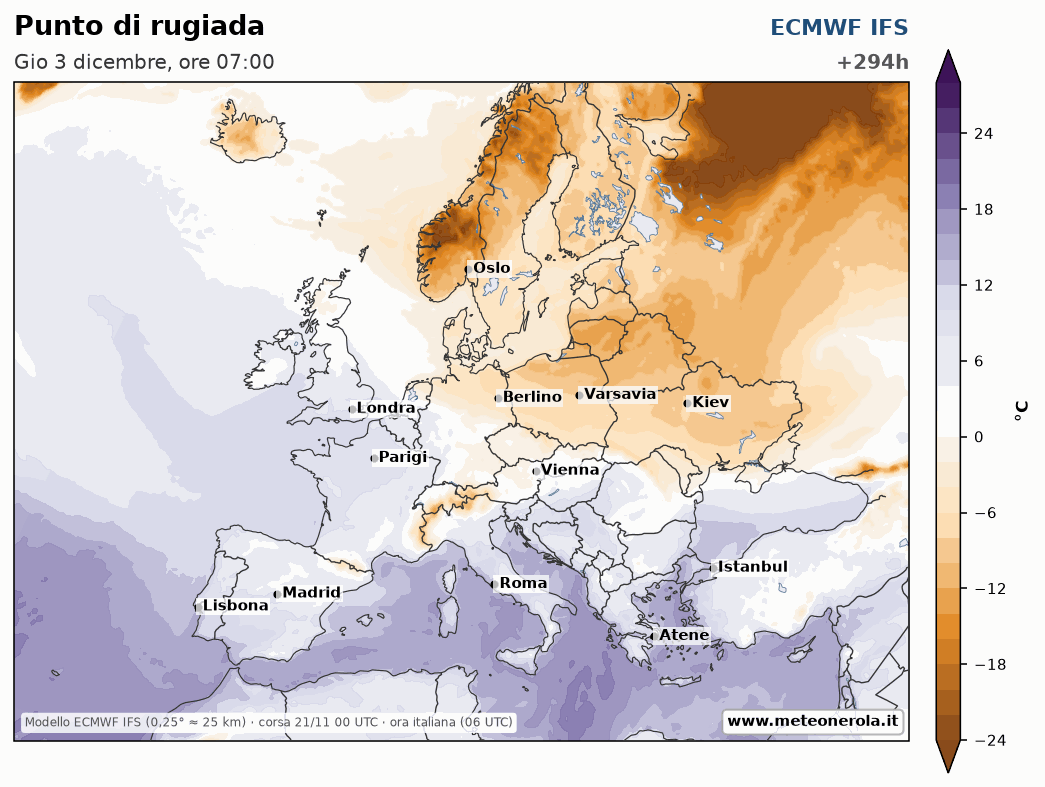 Punto di rugiada
ECMWF IFS
Gio 3 dicembre, ore 07:00
+294h
Oslo
Berlino
Varsavia
Kiev
Londra
Parigi
Vienna
Istanbul
Roma
Madrid
Lisbona
Atene
Modello ECMWF IFS (0,25° ≈ 25 km) · corsa 21/11 00 UTC · ora italiana (06 UTC)
www.meteonerola.it
24
18
12
6
0
−6
−12
−18
−24
°C